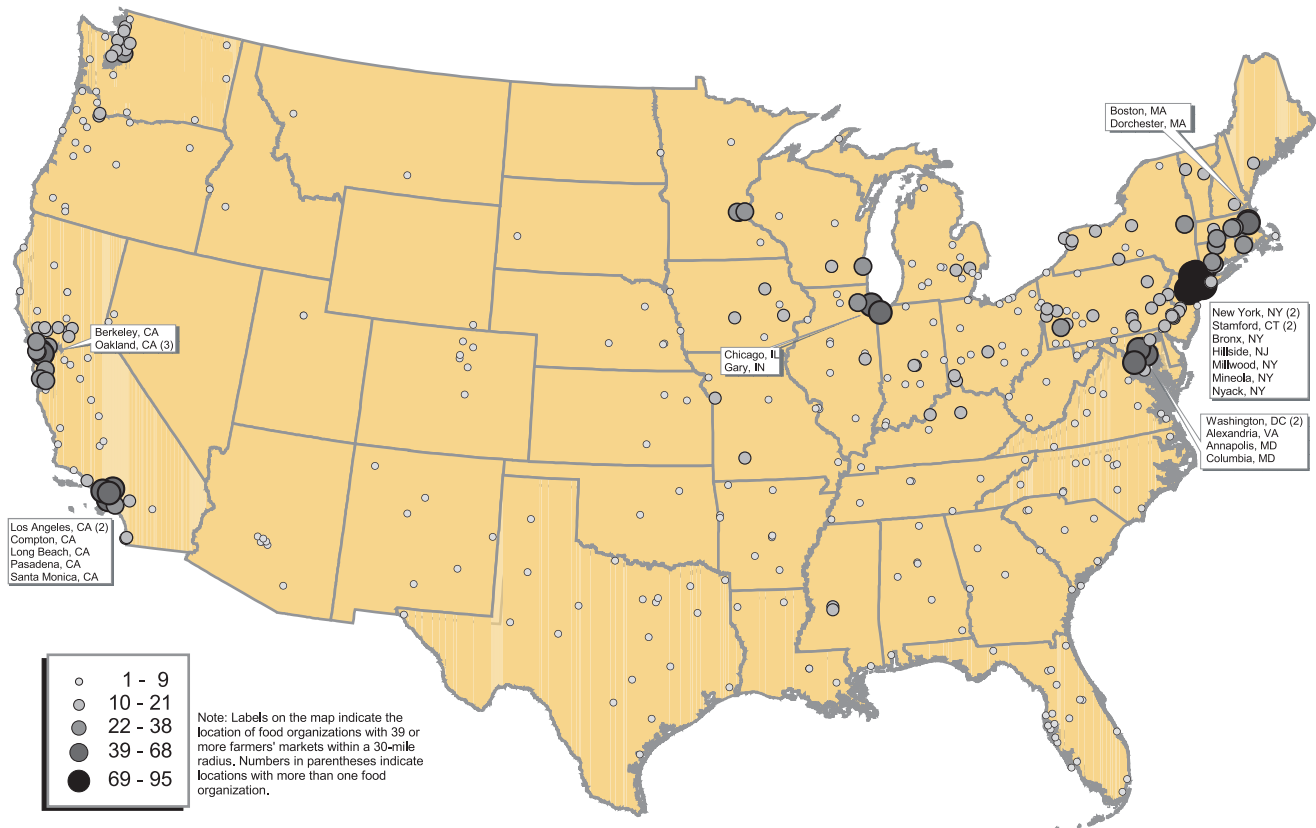 Boston, MA
Dorchester, MA
Berkeley, CA
Oakland, CA (3)
Chicago, IL
Gary, IN
New York, NY (2)
Stamford, CT (2)
Bronx, NY
Hillside, NJ
Millwood, NY
Mineola, NY
Nyack, NY
Washington, DC (2)
Alexandria, VA
Annapolis, MD
Columbia, MD
Los Angeles, CA (2)
Compton, CA
Long Beach, CA
Pasadena, CA
Santa Monica, CA
1 - 9
10 - 21
22 - 38
39 - 68
69 - 95
Note: Labels on the map indicate the
location of food organizations with 39 or
more farmers' markets within a 30-mile
radius. Numbers in parentheses indicate
locations with more than one food
organization.